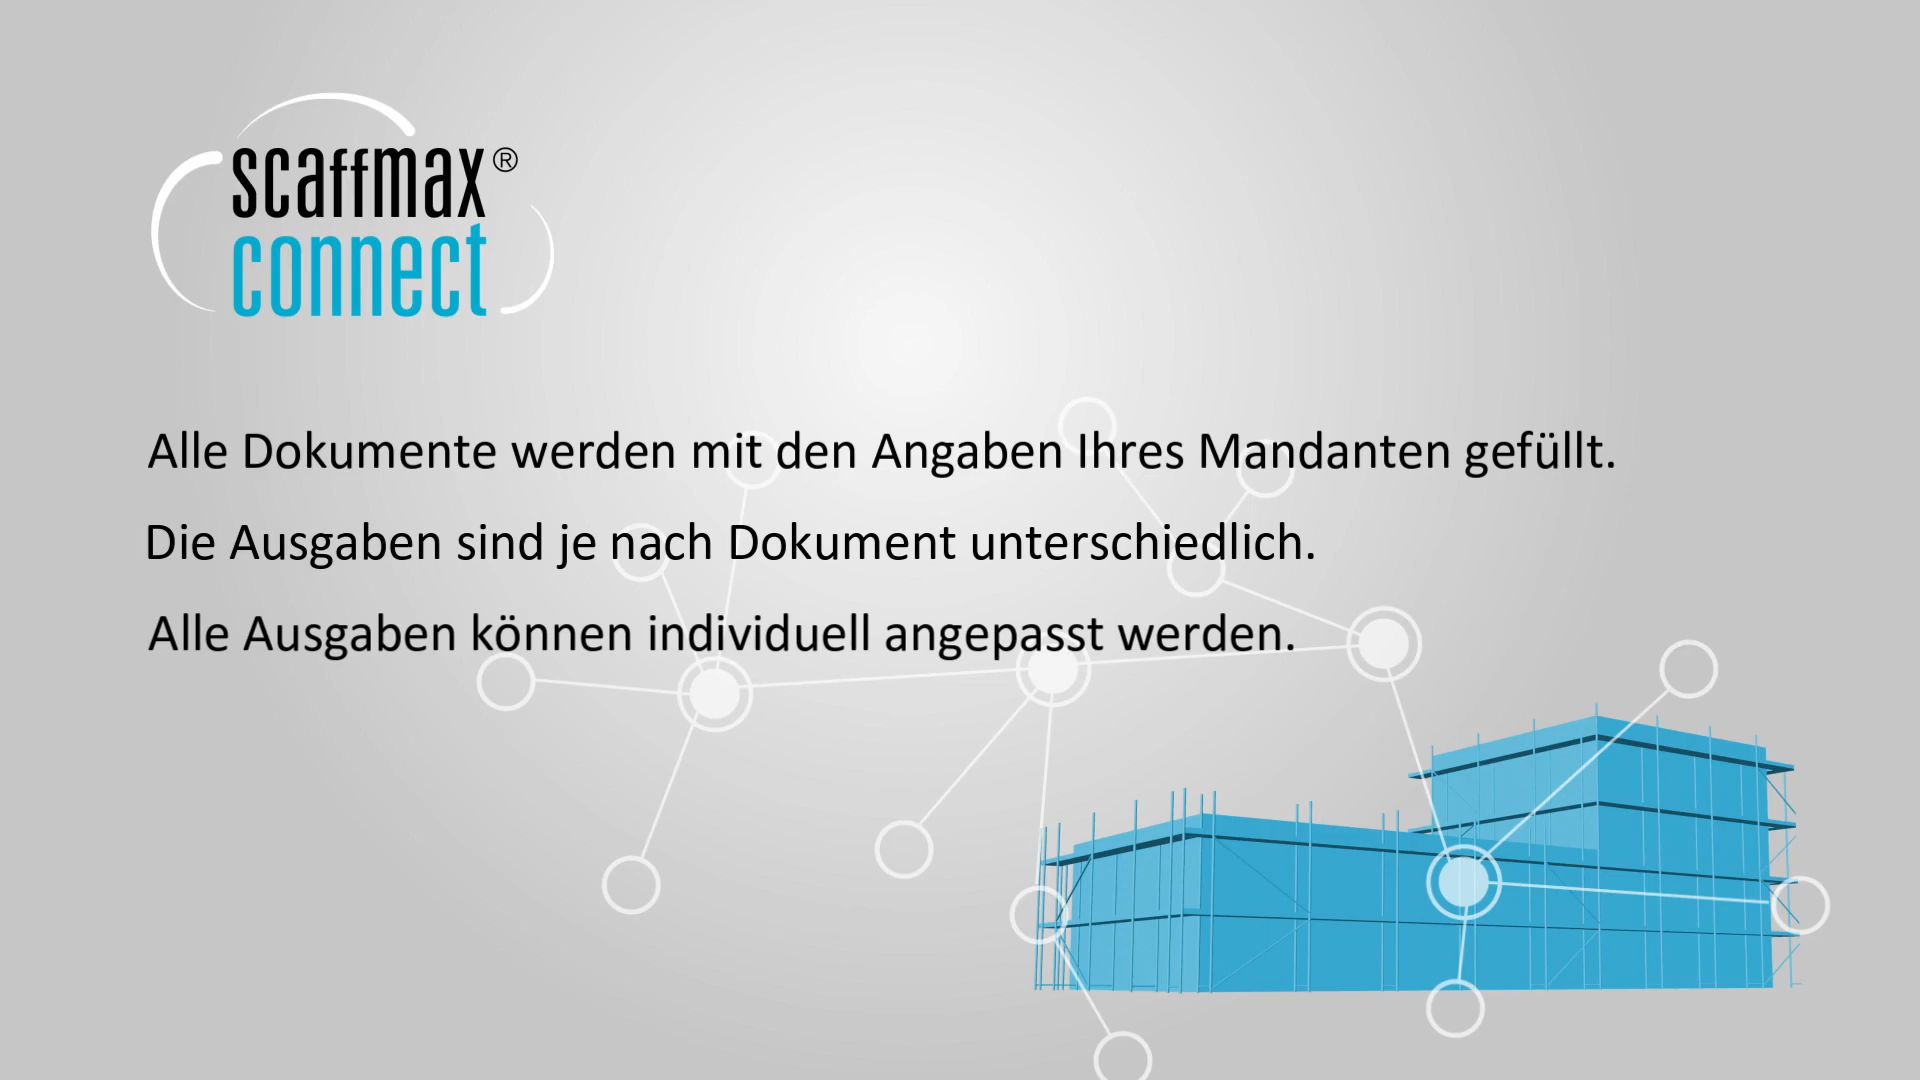 scaffmax®
connect
Alle Dokumente werden mit den Angaben Ihres Mandanten gefüllt.
Die Ausgaben sind je nach Dokument unterschiedlich.
Alle Ausgaben können individuell angepasst werden.